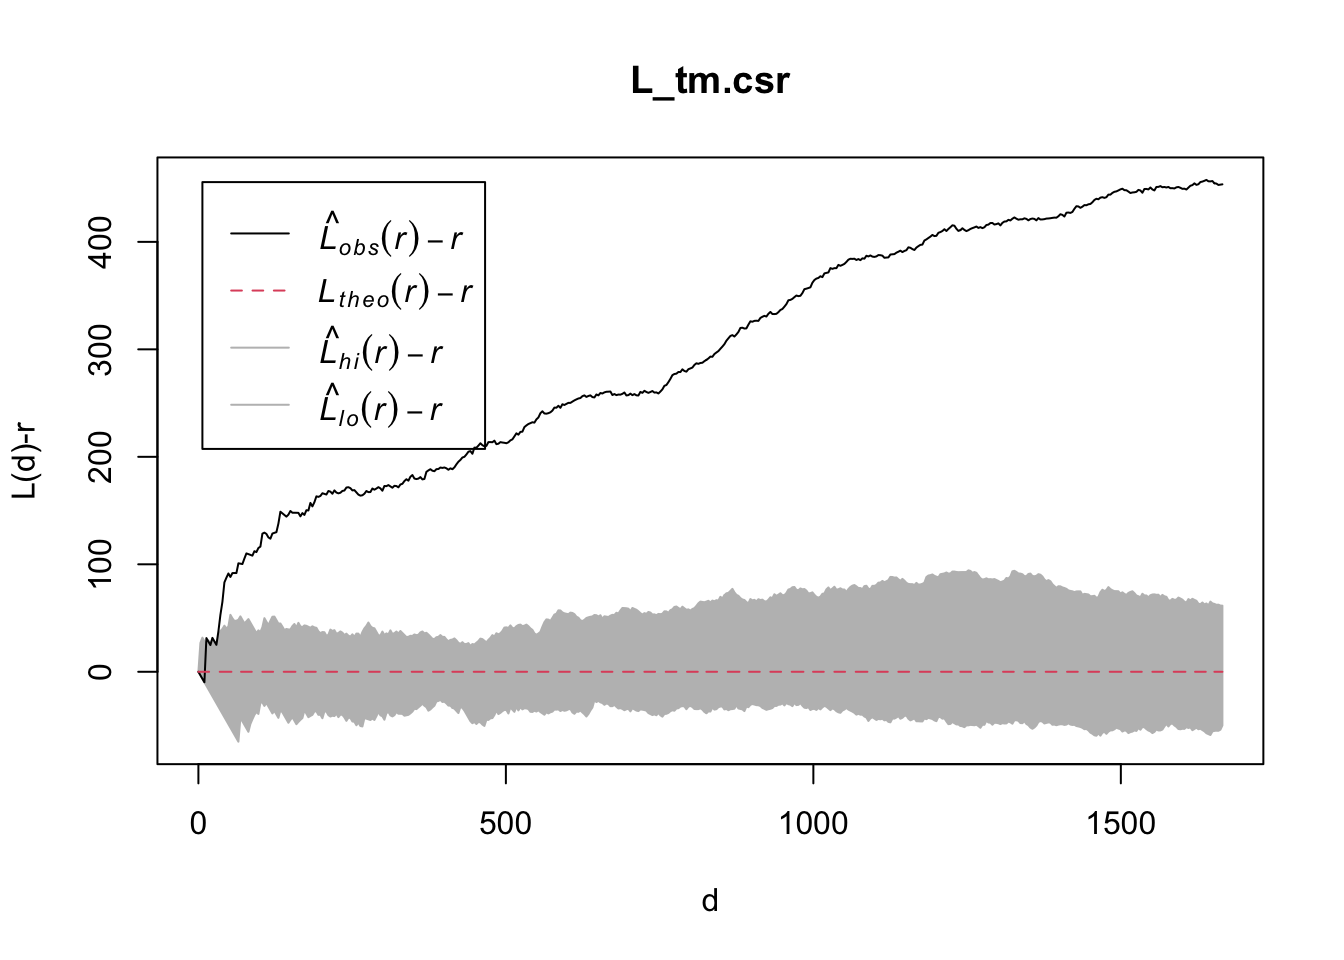 L_tm.csr
L̂obs(r) − r
Ltheo(r) − r
L̂hi(r) − r
L̂lo(r) − r
L(d)-r
400
300
200
100
0
0 500 1000 1500
d